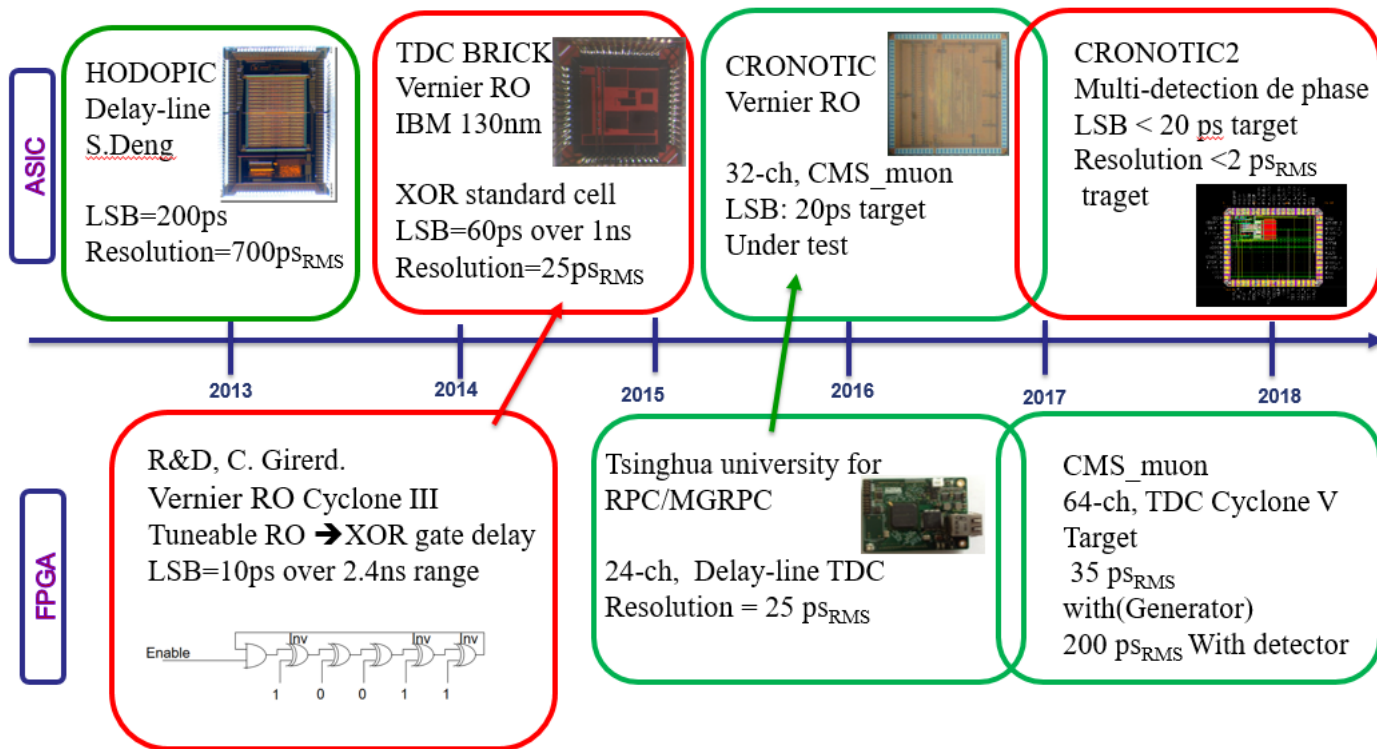 ASIC
HODOPIC
Delay-line
S.Deng
LSB=200ps
Resolution=700psRMS
TDC BRICK
Vernier RO
IBM 130nm
XOR standard cell
LSB=60ps over 1ns
Resolution=25psRMS
CRONOTIC
Vernier RO
32-ch, CMS_muon
LSB: 20ps target
Under test
CRONOTIC2
Multi-detection de phase
LSB < 20 ps target
Resolution <2 psRMS
traget
2013
2014
2015
2016
2017
2018
FPGA
R&D, C. Girerd.
Vernier RO Cyclone III
Tuneable RO ➔XOR gate delay
LSB=10ps over 2.4ns range
Enable
Inv
Inv
Inv
1
0
0
1
1
Tsinghua university for
RPC/MGRPC
24-ch, Delay-line TDC
Resolution = 25 psRMS
CMS_muon
64-ch, TDC Cyclone V
Target
35 psRMS
with(Generator)
200 psRMS With detector